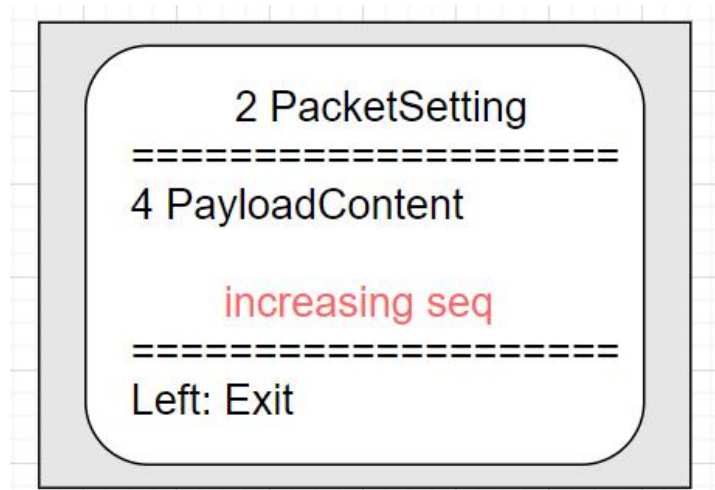 2 PacketSetting
====================
4 PayloadContent
increasing seq
====================
Left: Exit